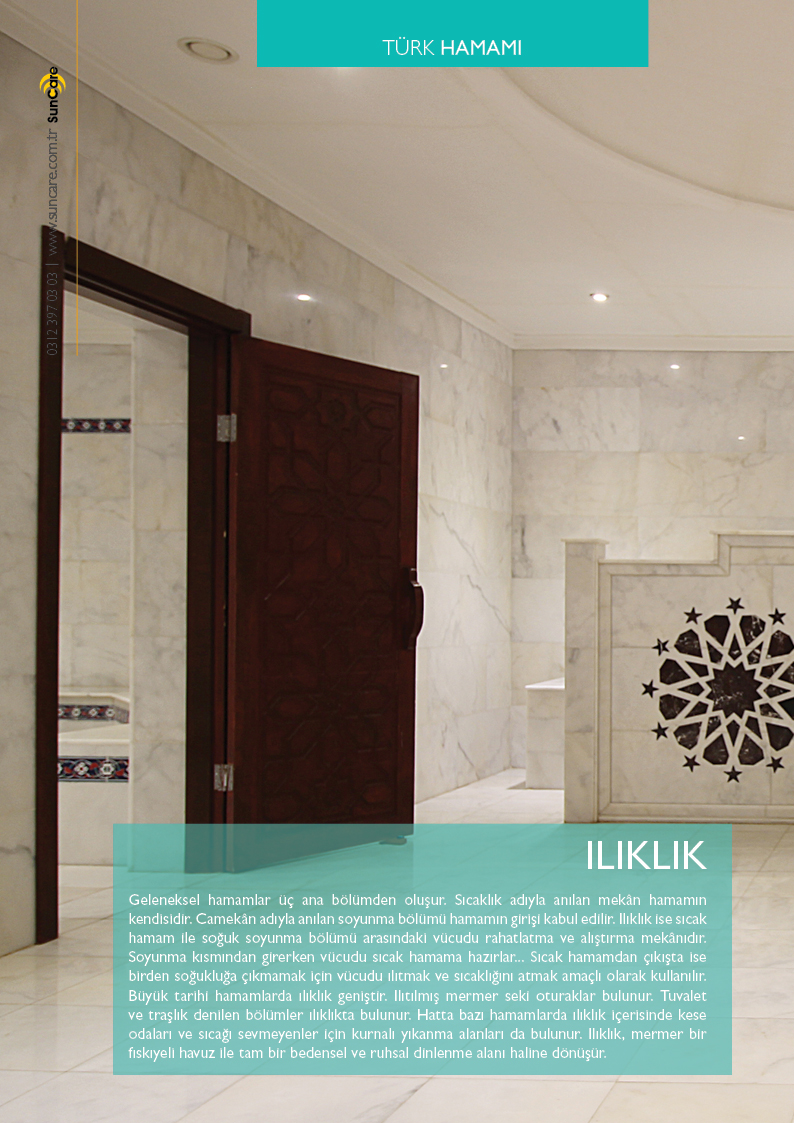 TÜRK HAMAMI
0312 397 03 03 | www.suncare.com.tr SunCare
ILIKLIK
Geleneksel hamamlar üç ana bölümden oluşur. Sıcaklık adıyla anılan mekân hamamın
kendisidir. Camekân adıyla anılan soyunma bölümü hamamın girişi kabul edilir. Ilıklık ise sıcak
hamam ile soğuk soyunma bölümü arasındaki vücudu rahatlatma ve alıştırma mekânıdır.
Soyunma kısmından girerken vücudu sıcak hamama hazırlar... Sıcak hamamdan çıkışta ise
birden soğukluğa çıkmamak için vücudu ılıtmak ve sıcaklığını atmak amaçlı olarak kullanılır.
Büyük tarihi hamamlarda ılıklık geniştir. Ilıtılmış mermer seki oturaklar bulunur. Tuvalet
ve traşlık denilen bölümler ılıklıkta bulunur. Hatta bazı hamamlarda ılıklık içerisinde kese
odaları ve sıcağı sevmeyenler için kurnalı yıkanma alanları da bulunur. Ilıklık, mermer bir
fıskıyeli havuz ile tam bir bedensel ve ruhsal dinlenme alanı haline dönüşür.